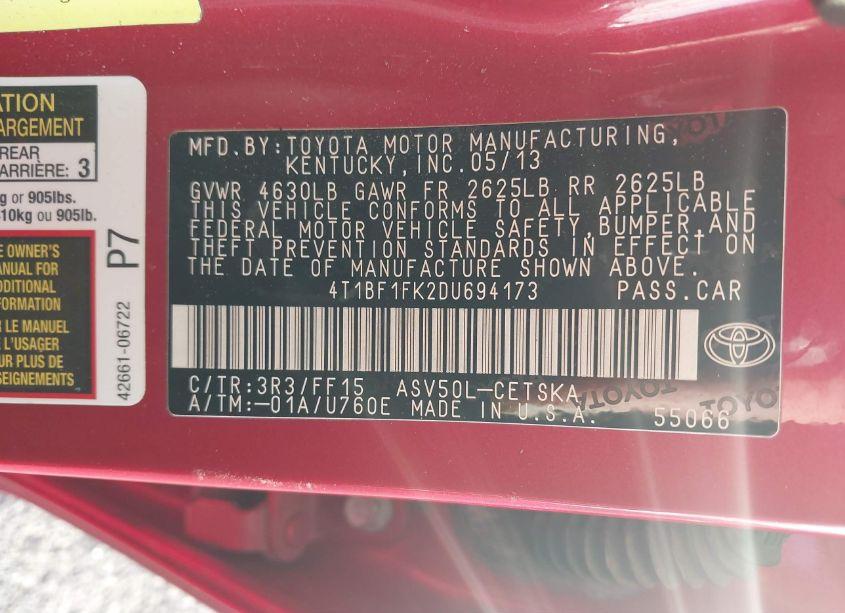 ATION
ARGEMENT
REAR
ARRIÈRE: 3
g or 905lbs.
10kg ou 905lb.
E OWNER'S
MANUAL FOR
ADDITIONAL
FORMATION
R LE MANUEL
E L'USAGER
UR PLUS DE
SEIGNEMENTS
P7
42661-06722
MFD.BY:TOYOTA MOTOR MANUFACTURING,
KENTUCKY,INC.05/13
GVWR 4630LB GAWR FR 2625LB RR 2625LB
THIS VEHICLE CONFORMS TO ALL APPLICABLE
FEDERAL MOTOR VEHICLE SAFETY,BUMPER,AND
THEFT PREVENTION STANDARDS IN EFFECT ON
THE DATE OF MANUFACTURE SHOWN ABOVE.
4T1BF1FK2DU694173 PASS.CAR
C/TR:3R3/FF15 ASV50L-CETSKA
A/TM:-01A/U760E MADE IN U.S.A. 55066
TOYOTA
TOYOTA